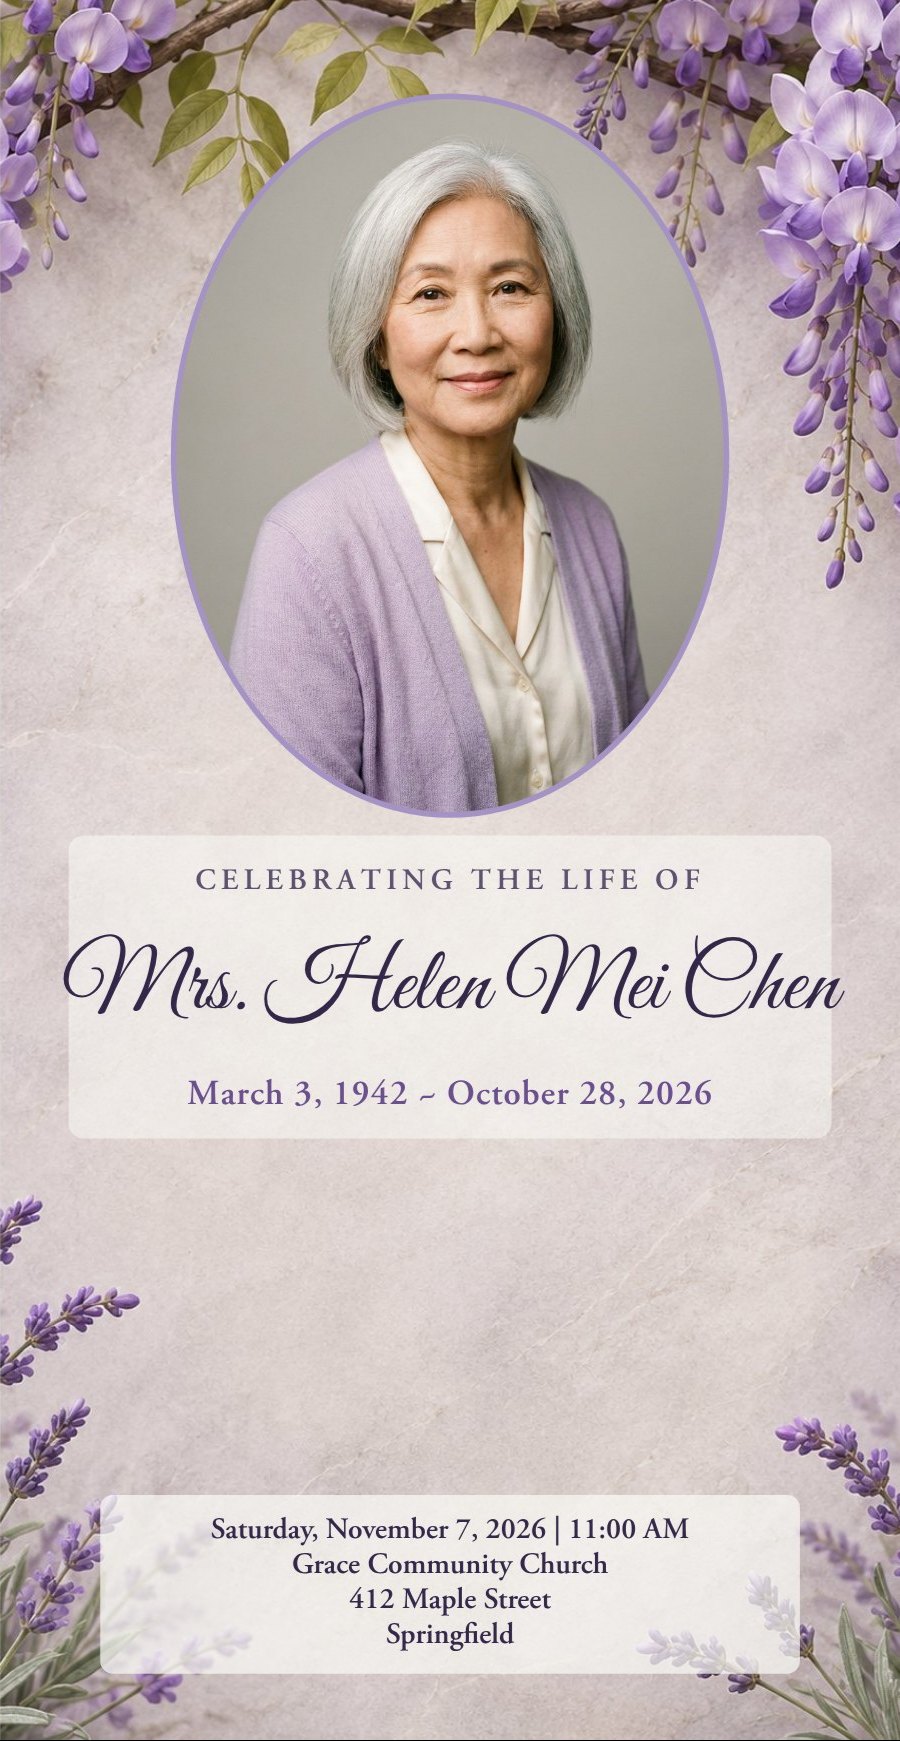 CELEBRATING THE LIFE OF
Mrs. Helen Mei Chen
March 3, 1942 ~ October 28, 2026
Saturday, November 7, 2026 | 11:00 AM
Grace Community Church
412 Maple Street
Springfield